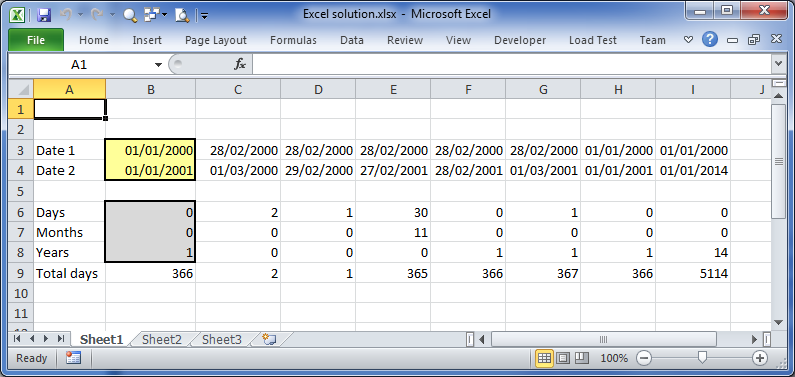 Excel solution.xlsx - Microsoft Excel
File Home Insert Page Layout Formulas Data Review View Developer Load Test Team
A1 fx
A B C D E F G H I J
1
2
3 Date 1 01/01/2000 28/02/2000 28/02/2000 28/02/2000 28/02/2000 28/02/2000 01/01/2000 01/01/2000
4 Date 2 01/01/2001 01/03/2000 29/02/2000 27/02/2001 28/02/2001 01/03/2001 01/01/2001 01/01/2014
5
6 Days 0 2 1 30 0 1 0 0
7 Months 0 0 0 11 0 0 0 0
8 Years 1 0 0 0 1 1 1 14
9 Total days 366 2 1 365 366 367 366 5114
10
11
Sheet1 Sheet2 Sheet3
Ready 100%